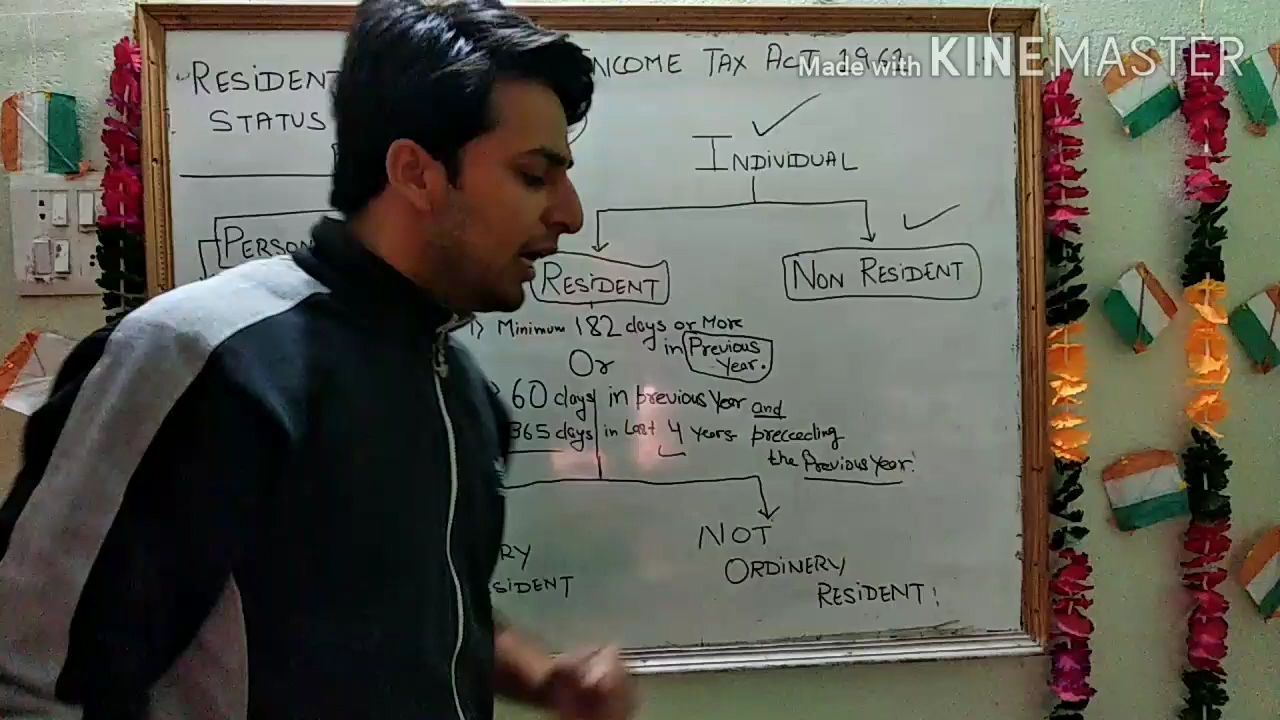 RESIDENT
STATUS
INCOME TAX ACT 1961
Made with KINEMASTER
INDIVIDUAL
PERSON
RESIDENT
NON RESIDENT
1) Minimum 182 days or More
in Previous Year.
Or
60 days in previous year and
365 days in Last 4 years preceeding
the Previous Year.
RY
SIDENT
NOT
ORDINERY
RESIDENT!